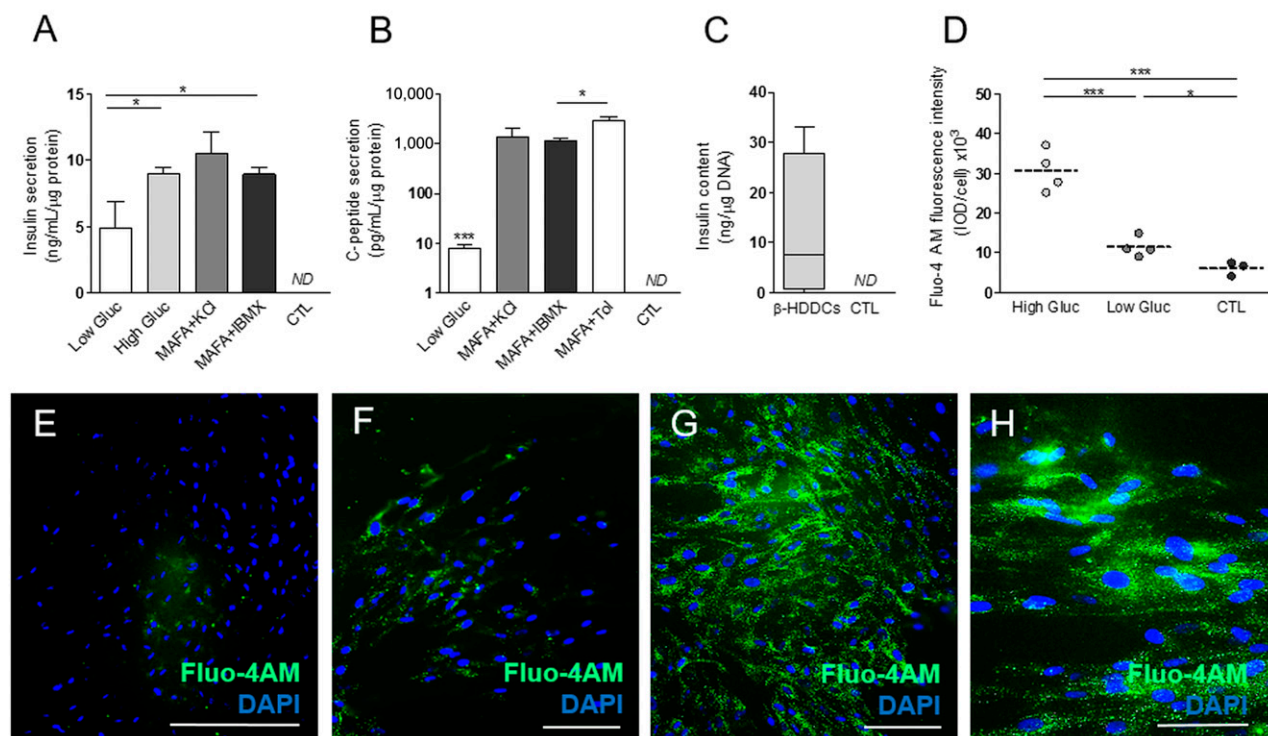 A
Insulin secretion
(ng/mL/µg protein)
15
10
5
0
*
*
ND
Low Gluc
High Gluc
MAFA+KCl
MAFA+IBMX
CTL
B
C-peptide secretion
(pg/mL/µg protein)
10,000
1,000
100
10
1
***
*
ND
Low Gluc
MAFA+KCl
MAFA+IBMX
MAFA+Tol
CTL
C
Insulin content
(ng/µg DNA)
40
30
20
10
0
ND
β-HDDCs
CTL
D
Fluo-4 AM fluorescence intensity
(IOD/cell) x10³
50
40
30
20
10
0
***
***
*
High Gluc
Low Gluc
CTL
E
Fluo-4AM
DAPI
F
Fluo-4AM
DAPI
G
Fluo-4AM
DAPI
H
Fluo-4AM
DAPI